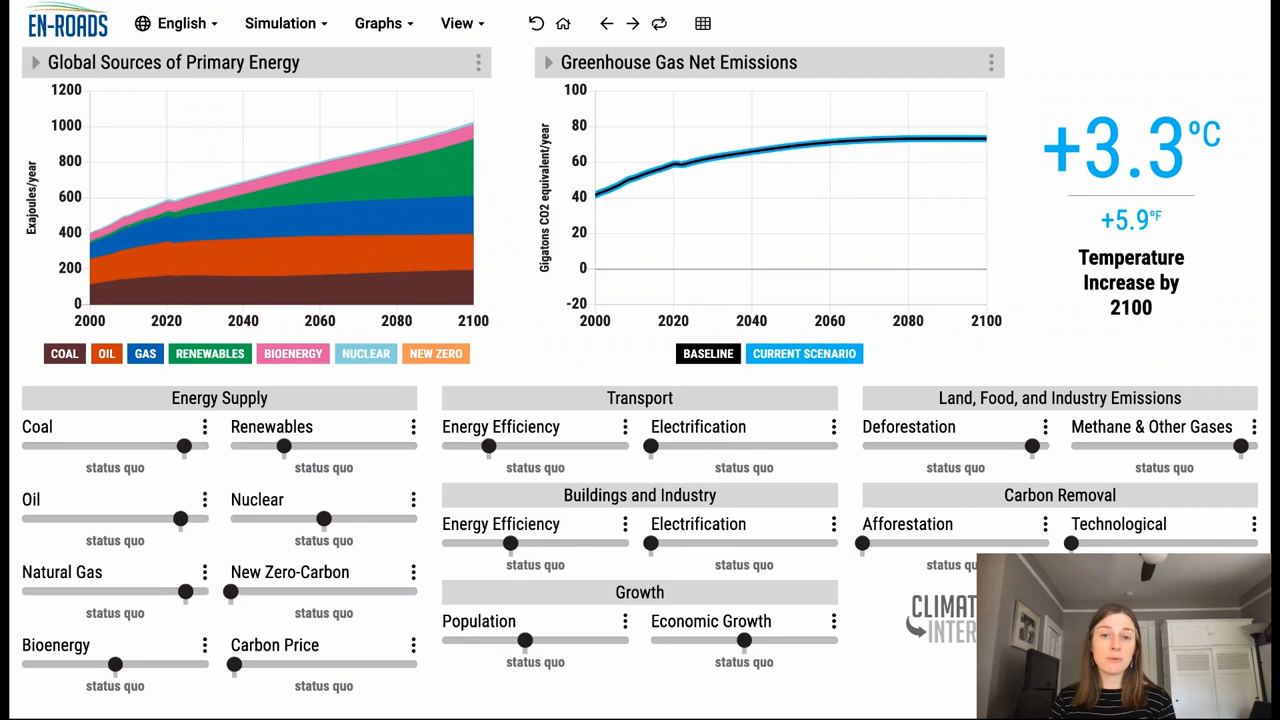 EN-ROADS
English
Simulation
Graphs
View
Global Sources of Primary Energy
1200
1000
800
600
400
200
0
Exajoules/year
2000 2020 2040 2060 2080 2100
COAL OIL GAS RENEWABLES BIOENERGY NUCLEAR NEW ZERO
Greenhouse Gas Net Emissions
100
80
60
40
20
0
-20
Gigatons CO2 equivalent/year
2000 2020 2040 2060 2080 2100
BASELINE CURRENT SCENARIO
+3.3ºC
+5.9ºF
Temperature
Increase by
2100
Energy Supply
Coal
status quo
Renewables
status quo
Oil
status quo
Nuclear
status quo
Natural Gas
status quo
New Zero-Carbon
status quo
Bioenergy
status quo
Carbon Price
status quo
Transport
Energy Efficiency
status quo
Electrification
status quo
Buildings and Industry
Energy Efficiency
status quo
Electrification
status quo
Growth
Population
status quo
Economic Growth
status quo
Land, Food, and Industry Emissions
Deforestation
status quo
Methane & Other Gases
status quo
Carbon Removal
Afforestation
Technological
CLIMAT
INTER